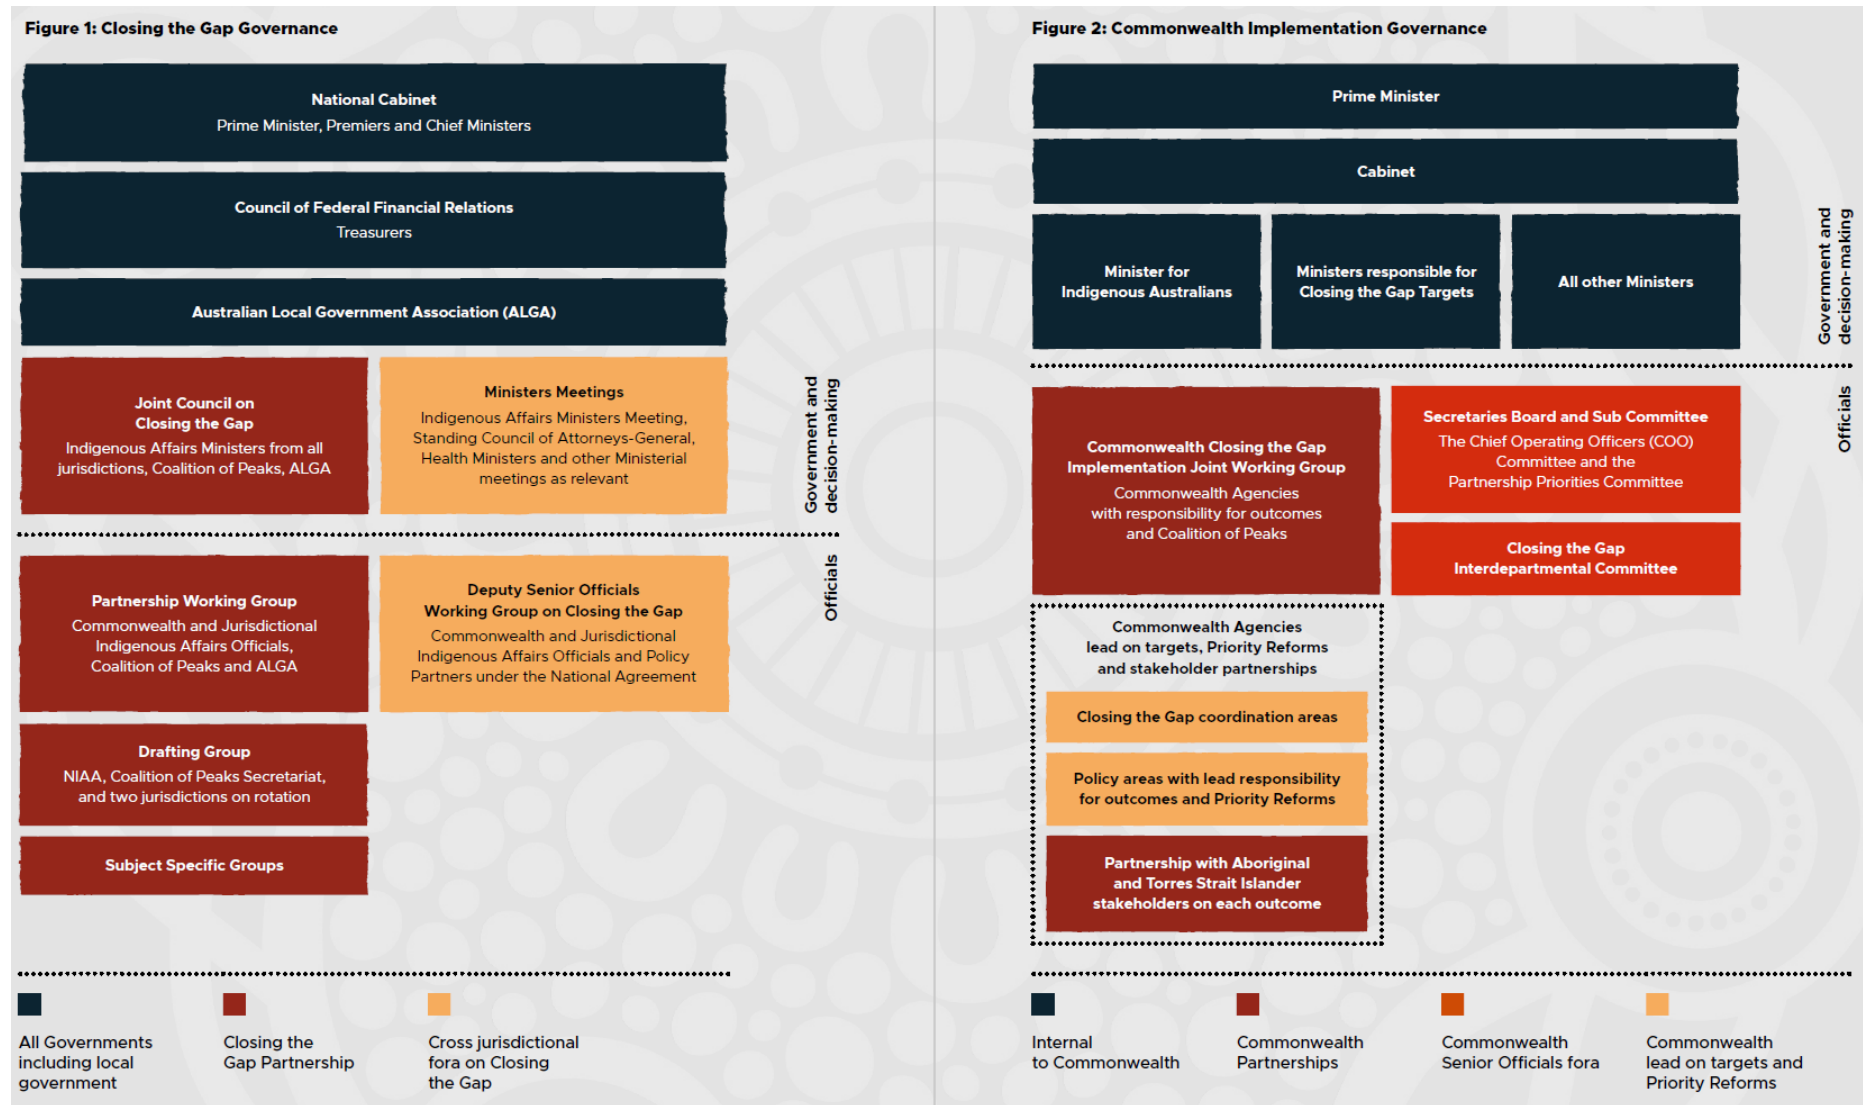 Figure 1: Closing the Gap Governance
National Cabinet
Prime Minister, Premiers and Chief Ministers
Council of Federal Financial Relations
Treasurers
Australian Local Government Association (ALGA)
Joint Council on
Closing the Gap
Indigenous Affairs Ministers from all
jurisdictions, Coalition of Peaks, ALGA
Ministers Meetings
Indigenous Affairs Ministers Meeting,
Standing Council of Attorneys-General,
Health Ministers and other Ministerial
meetings as relevant
Government and
decision-making
Partnership Working Group
Commonwealth and Jurisdictional
Indigenous Affairs Officials,
Coalition of Peaks and ALGA
Deputy Senior Officials
Working Group on Closing the Gap
Commonwealth and Jurisdictional
Indigenous Affairs Officials and Policy
Partners under the National Agreement
Officials
Drafting Group
NIAA, Coalition of Peaks Secretariat,
and two jurisdictions on rotation
Subject Specific Groups
All Governments
including local
government
Closing the
Gap Partnership
Cross jurisdictional
fora on Closing
the Gap
Figure 2: Commonwealth Implementation Governance
Prime Minister
Cabinet
Minister for
Indigenous Australians
Ministers responsible for
Closing the Gap Targets
All other Ministers
Government and
decision-making
Commonwealth Closing the Gap
Implementation Joint Working Group
Commonwealth Agencies
with responsibility for outcomes
and Coalition of Peaks
Secretaries Board and Sub Committee
The Chief Operating Officers (COO)
Committee and the
Partnership Priorities Committee
Closing the Gap
Interdepartmental Committee
Officials
Commonwealth Agencies
lead on targets, Priority Reforms
and stakeholder partnerships
Closing the Gap coordination areas
Policy areas with lead responsibility
for outcomes and Priority Reforms
Partnership with Aboriginal
and Torres Strait Islander
stakeholders on each outcome
Internal
to Commonwealth
Commonwealth
Partnerships
Commonwealth
Senior Officials fora
Commonwealth
lead on targets and
Priority Reforms